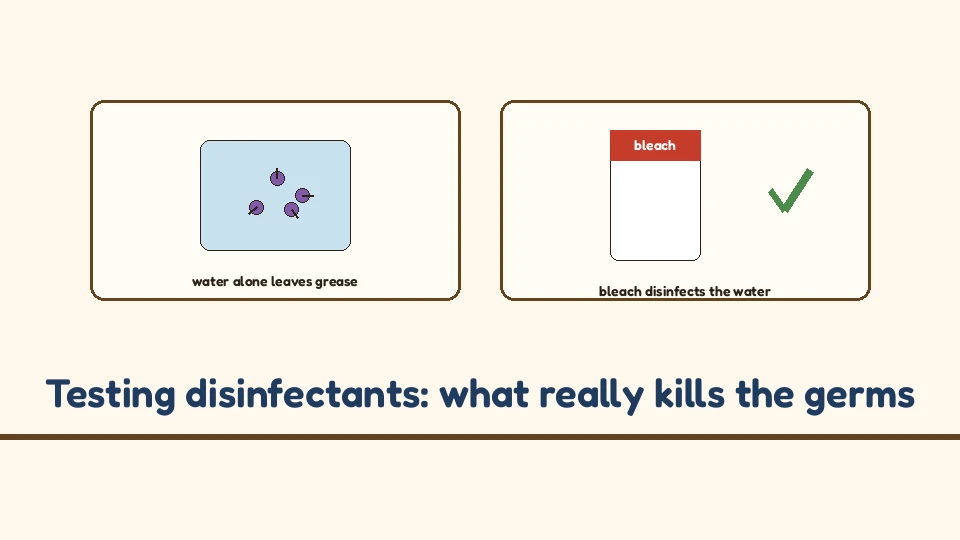 water alone leaves grease
bleach
bleach disinfects the water
Testing disinfectants: what really kills the germs